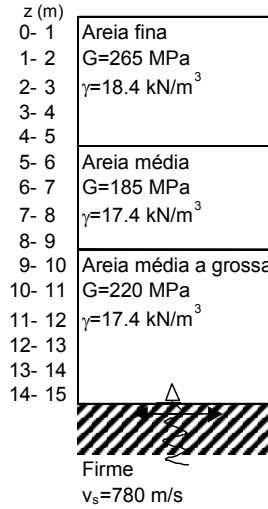 z (m)
0- 1 Areia fina
1- 2 G=265 MPa
2- 3 γ=18.4 kN/m³
3- 4
4- 5
5- 6 Areia média
6- 7 G=185 MPa
7- 8 γ=17.4 kN/m³
8- 9
9- 10 Areia média a grossa
10- 11 G=220 MPa
11- 12 γ=17.4 kN/m³
12- 13
13- 14
14- 15
Firme
vₛ=780 m/s